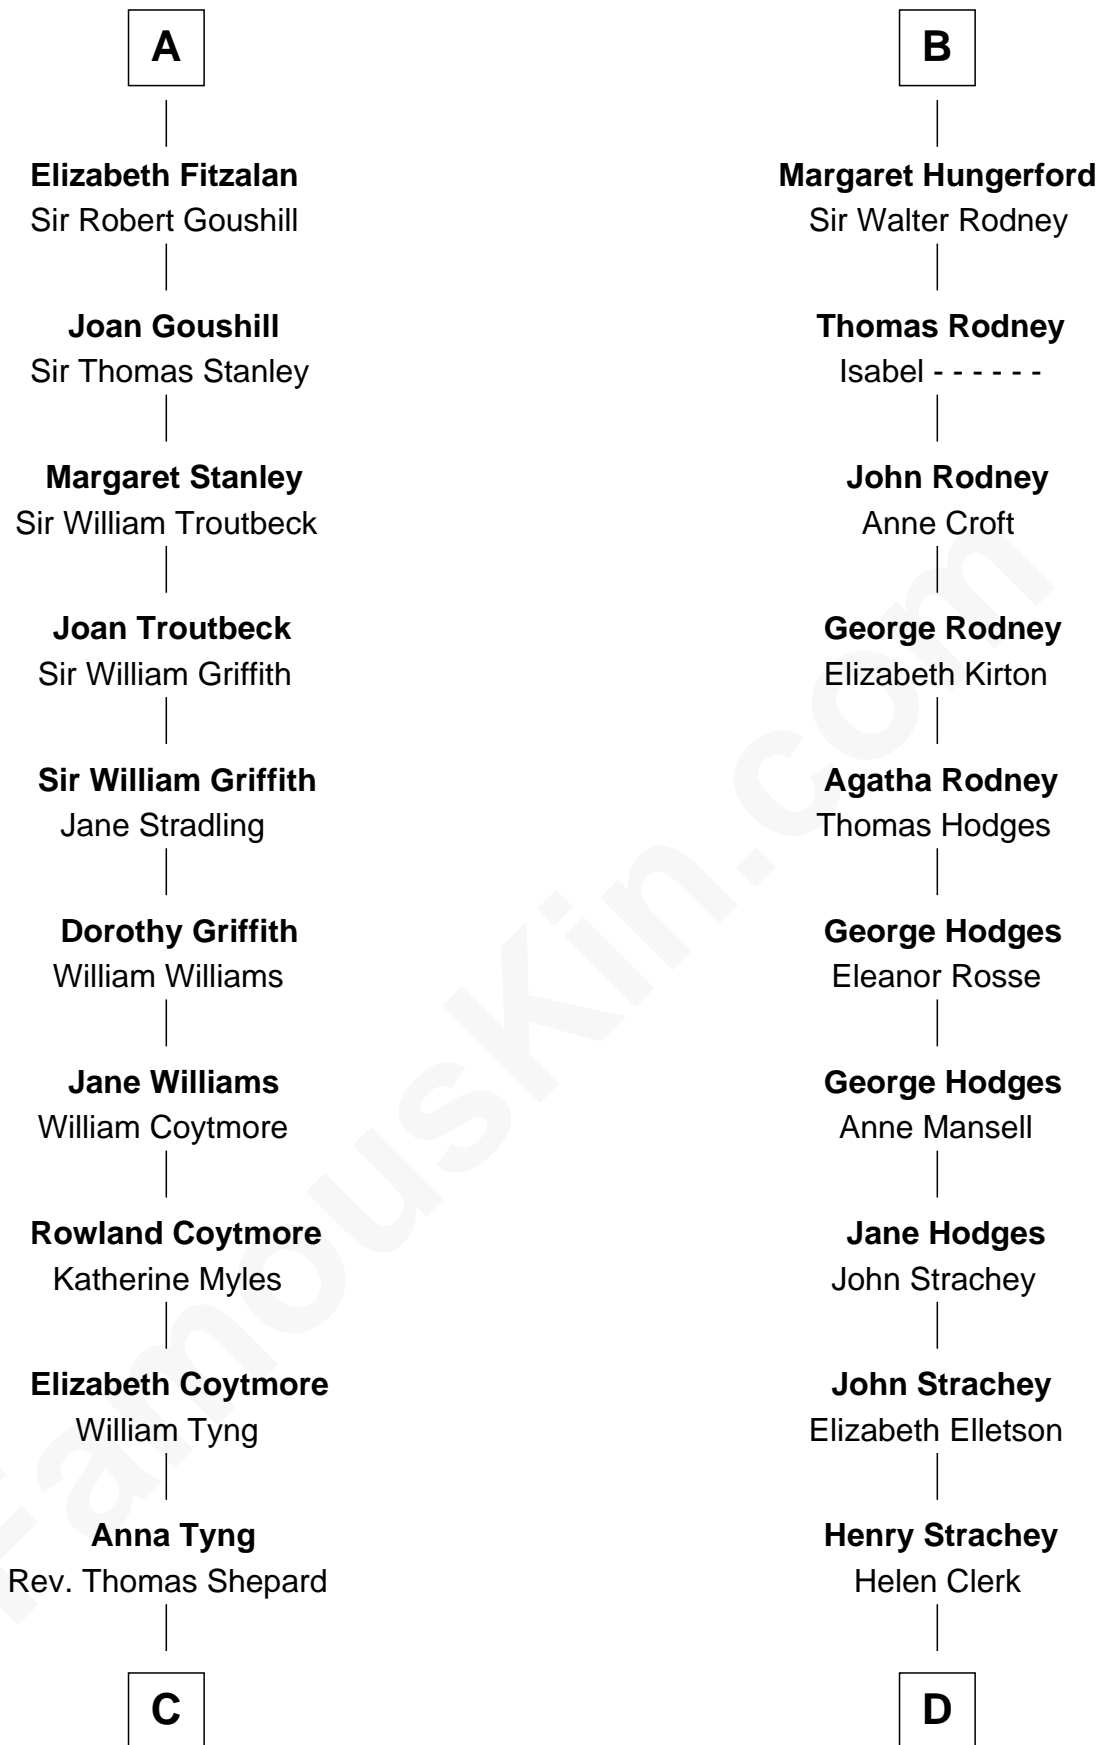 A
Elizabeth Fitzalan
Sir Robert Goushill
Joan Goushill
Sir Thomas Stanley
Margaret Stanley
Sir William Troutbeck
Joan Troutbeck
Sir William Griffith
Sir William Griffith
Jane Stradling
Dorothy Griffith
William Williams
Jane Williams
William Coytmore
Rowland Coytmore
Katherine Myles
Elizabeth Coytmore
William Tyng
Anna Tyng
Rev. Thomas Shepard
C
B
Margaret Hungerford
Sir Walter Rodney
Thomas Rodney
Isabel - - - - - -
John Rodney
Anne Croft
George Rodney
Elizabeth Kirton
Agatha Rodney
Thomas Hodges
George Hodges
Eleanor Rosse
George Hodges
Anne Mansell
Jane Hodges
John Strachey
John Strachey
Elizabeth Elletson
Henry Strachey
Helen Clerk
D
FamousKin.com